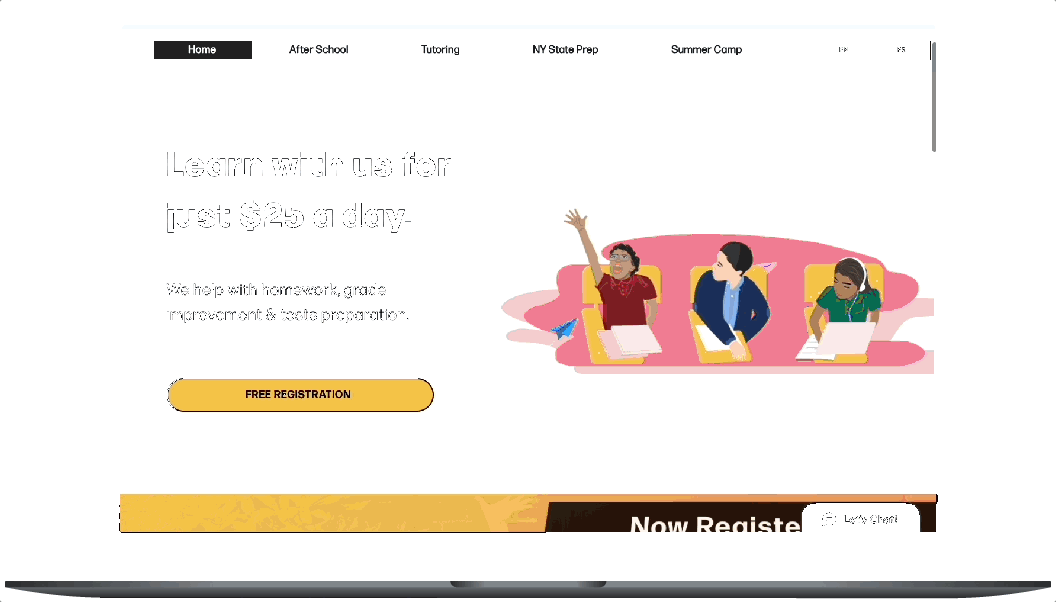 Home After School Tutoring NY State Prep Summer Camp
Learn with us for
just $25 a day.
We help with homework, grade
improvement & tests preparation.
FREE REGISTRATION
Now Registe
Let's Chat!